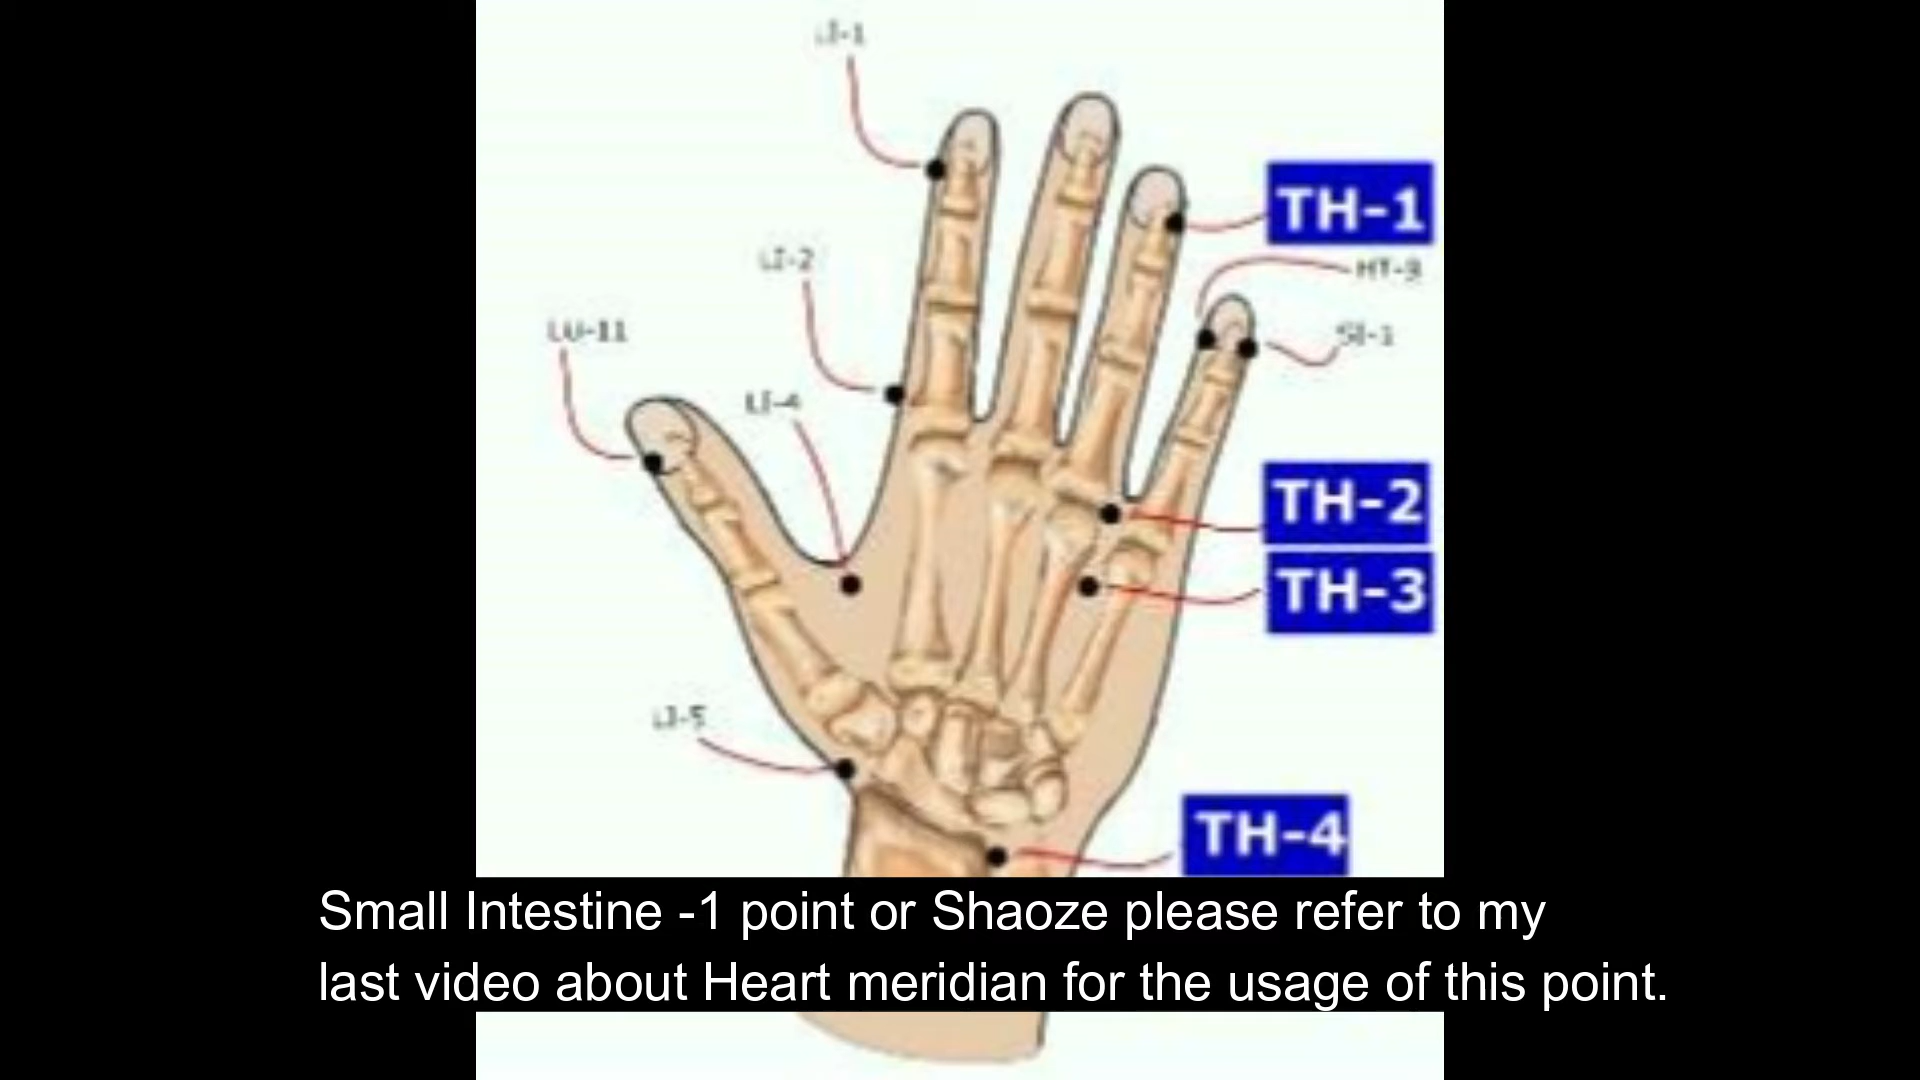 LI-1
TH-1
LI-2
HT-9
LU-11
SI-1
LI-4
TH-2
TH-3
LI-5
TH-4
Small Intestine -1 point or Shaoze please refer to my
last video about Heart meridian for the usage of this point.